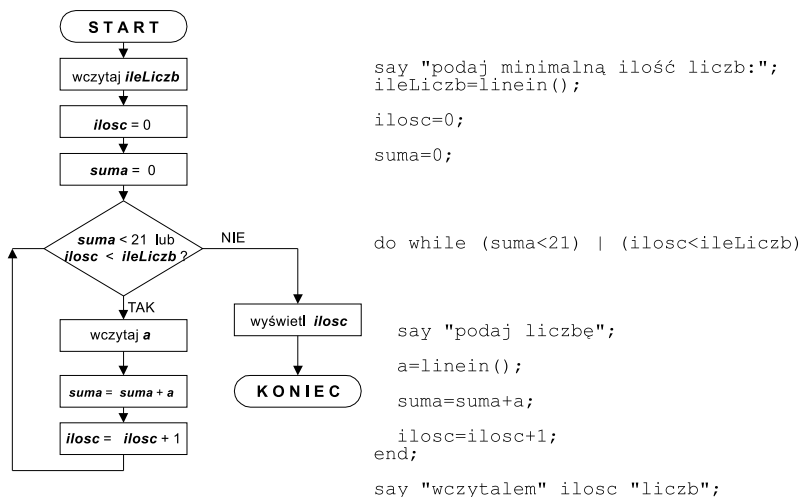 START
wczytaj ileLiczb
ilosc = 0
suma = 0
suma < 21 lub
ilosc < ileLiczb ?
NIE
TAK
wczytaj a
suma = suma + a
ilosc = ilosc + 1
wyświetl ilosc
KONIEC
say "podaj minimalną ilość liczb:";
ileLiczb=linein();
ilosc=0;
suma=0;
do while (suma<21) | (ilosc<ileLiczb)
say "podaj liczbę";
a=linein();
suma=suma+a;
ilosc=ilosc+1;
end;
say "wczytalem" ilosc "liczb";